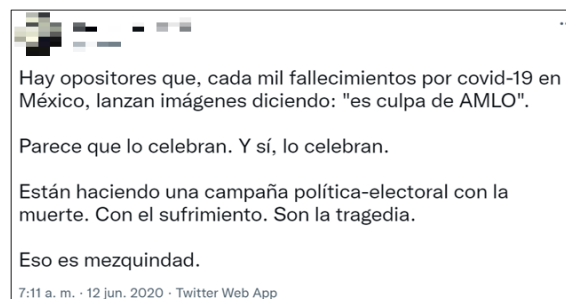 Hay opositores que, cada mil fallecimientos por covid-19 en
México, lanzan imágenes diciendo: "es culpa de AMLO".
Parece que lo celebran. Y sí, lo celebran.
Están haciendo una campaña política-electoral con la
muerte. Con el sufrimiento. Son la tragedia.
Eso es mezquindad.
7:11 a. m. · 12 jun. 2020 · Twitter Web App